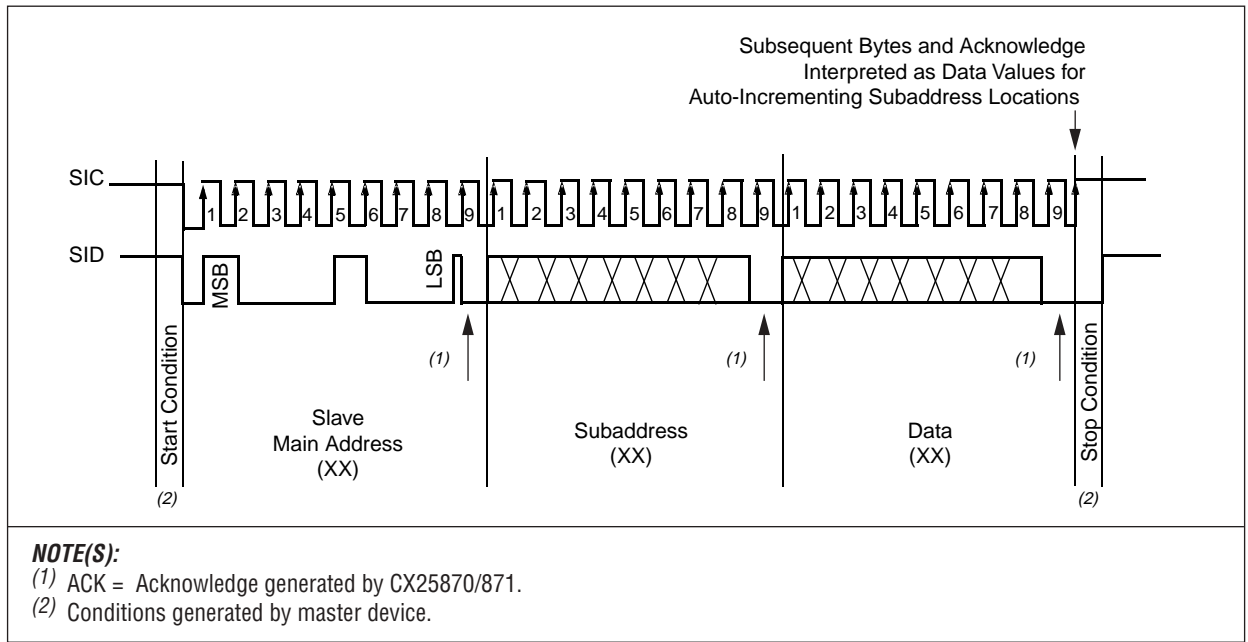 Subsequent Bytes and Acknowledge
Interpreted as Data Values for
Auto-Incrementing Subaddress Locations
SIC
1 2 3 4 5 6 7 8 9 1 2 3 4 5 6 7 8 9 1 2 3 4 5 6 7 8 9
SID
MSB
LSB
(1)
(1)
(1)
Start Condition
(2)
Slave
Main Address
(XX)
Subaddress
(XX)
Data
(XX)
Stop Condition
(2)
NOTE(S):
(1) ACK = Acknowledge generated by CX25870/871.
(2) Conditions generated by master device.